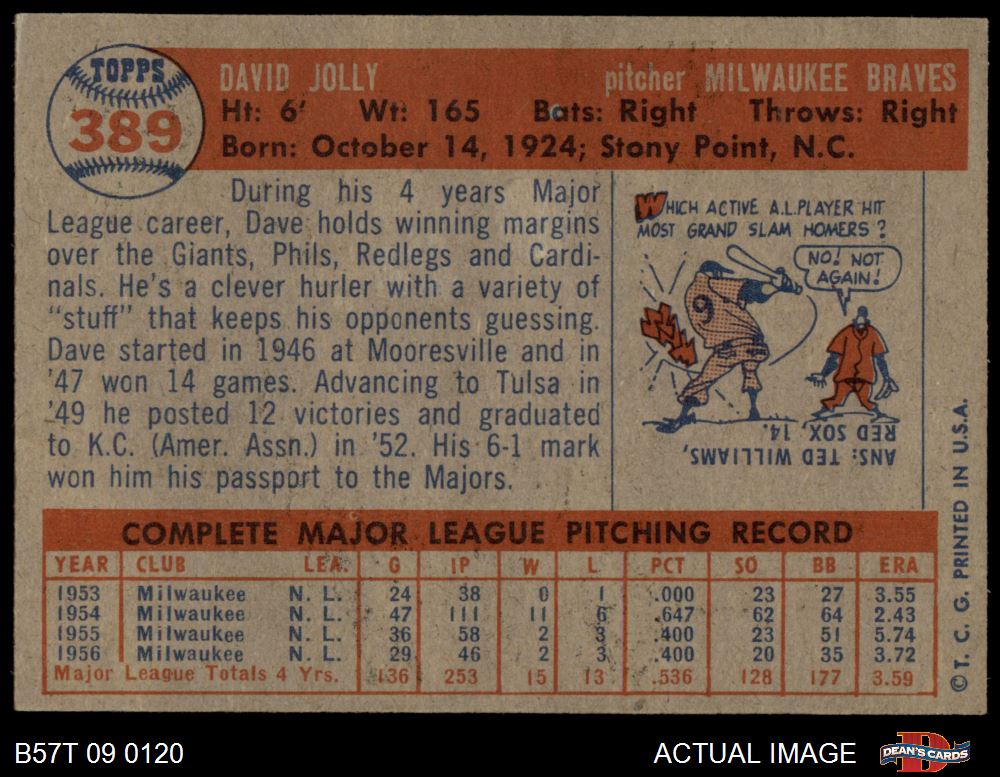 TOPPS
389
DAVID JOLLY pitcher MILWAUKEE BRAVES
Ht: 6' Wt: 165 Bats: Right Throws: Right
Born: October 14, 1924; Stony Point, N.C.
During his 4 years Major
League career, Dave holds winning margins
over the Giants, Phils, Redlegs and Cardi-
nals. He's a clever hurler with a variety of
"stuff" that keeps his opponents guessing.
Dave started in 1946 at Mooresville and in
'47 won 14 games. Advancing to Tulsa in
'49 he posted 12 victories and graduated
to K.C. (Amer. Assn.) in '52. His 6-1 mark
won him his passport to the Majors.
WHICH ACTIVE A.L. PLAYER HIT
MOST GRAND SLAM HOMERS?
NO! NOT
AGAIN!
9
ANS: TED WILLIAMS,
RED SOX, 14.
COMPLETE MAJOR LEAGUE PITCHING RECORD
YEAR CLUB LEA. G IP W L PCT SO BB ERA
1953 Milwaukee N. L. 24 38 0 1 .000 23 27 3.55
1954 Milwaukee N. L. 47 111 11 6 .647 62 64 2.43
1955 Milwaukee N. L. 36 58 2 3 .400 23 51 5.74
1956 Milwaukee N. L. 29 46 2 3 .400 20 35 3.72
Major League Totals 4 Yrs. 136 253 15 13 .536 128 177 3.59
© T. C. G. PRINTED IN U.S.A.
B57T 09 0120 ACTUAL IMAGE DEAN'S CARDS